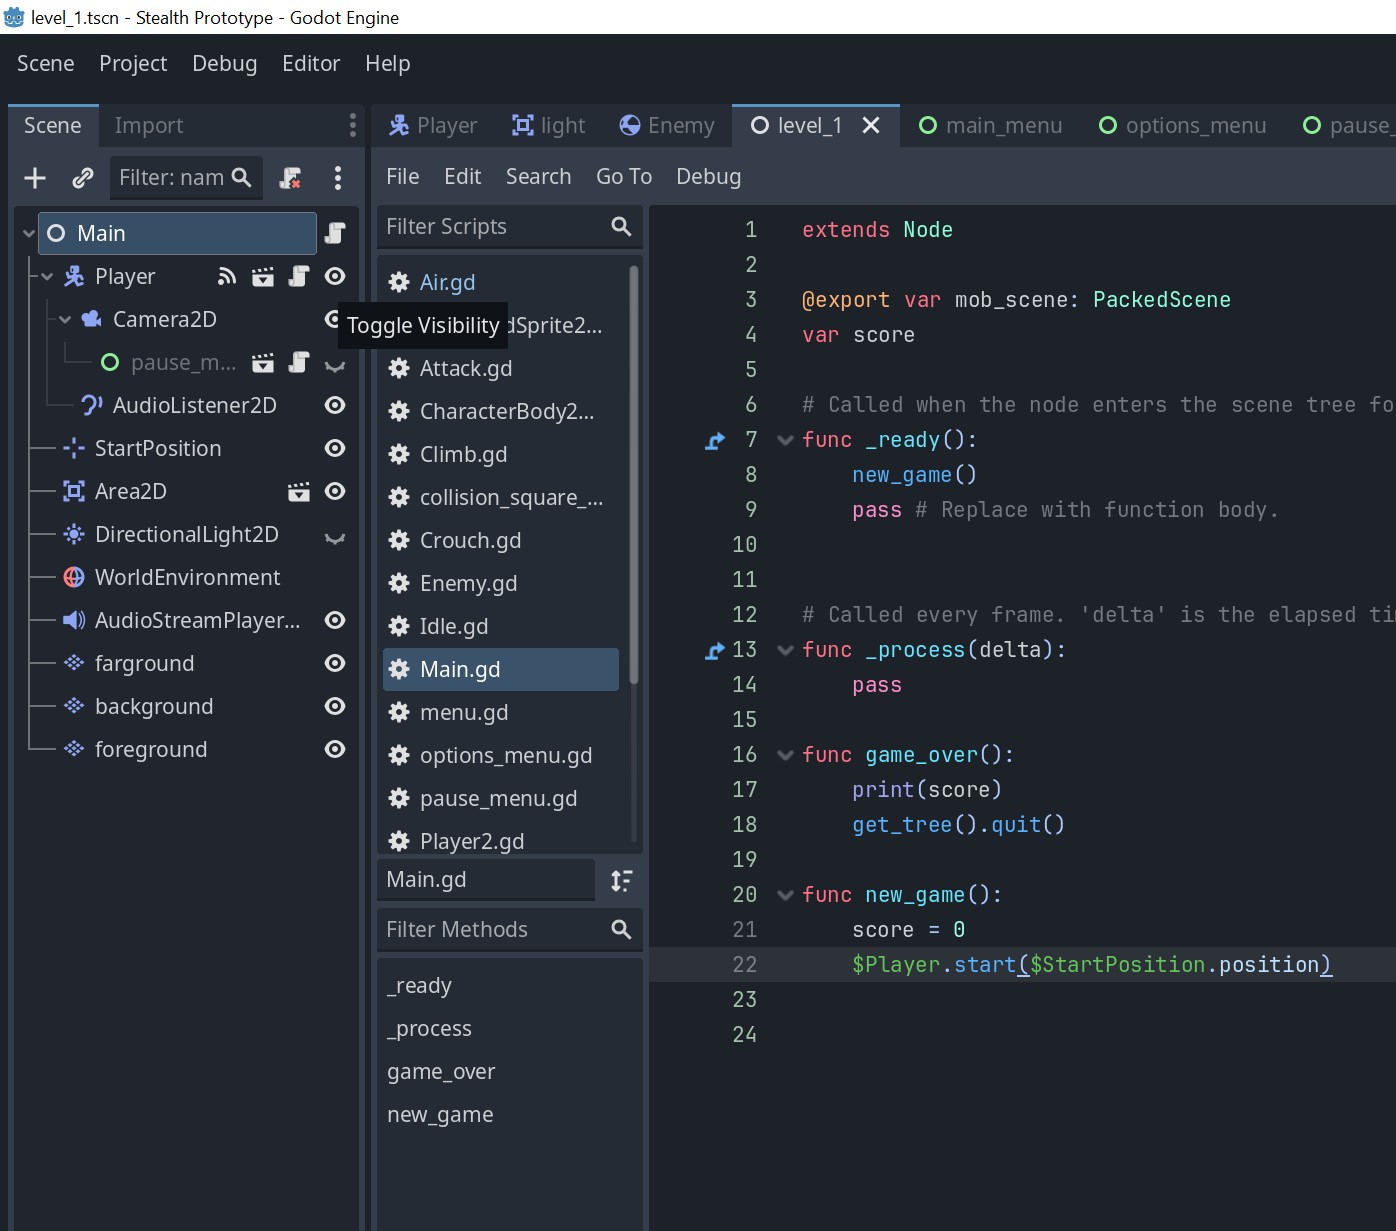 level_1.tscn - Stealth Prototype - Godot Engine
Scene Project Debug Editor Help
Scene Import
Filter: nam
Main
Player
Camera2D
pause_m...
AudioListener2D
StartPosition
Area2D
DirectionalLight2D
WorldEnvironment
AudioStreamPlayer...
farground
background
foreground
Toggle Visibility
Player light Enemy level_1 main_menu options_menu pause_
File Edit Search Go To Debug
Filter Scripts
Air.gd
dSprite2...
Attack.gd
CharacterBody2...
Climb.gd
collision_square_...
Crouch.gd
Enemy.gd
Idle.gd
Main.gd
menu.gd
options_menu.gd
pause_menu.gd
Player2.gd
Main.gd
Filter Methods
_ready
_process
game_over
new_game
1 extends Node
2
3 @export var mob_scene: PackedScene
4 var score
5
6 # Called when the node enters the scene tree fo
7 func _ready():
8 new_game()
9 pass # Replace with function body.
10
11
12 # Called every frame. 'delta' is the elapsed ti
13 func _process(delta):
14 pass
15
16 func game_over():
17 print(score)
18 get_tree().quit()
19
20 func new_game():
21 score = 0
22 $Player.start($StartPosition.position)
23
24